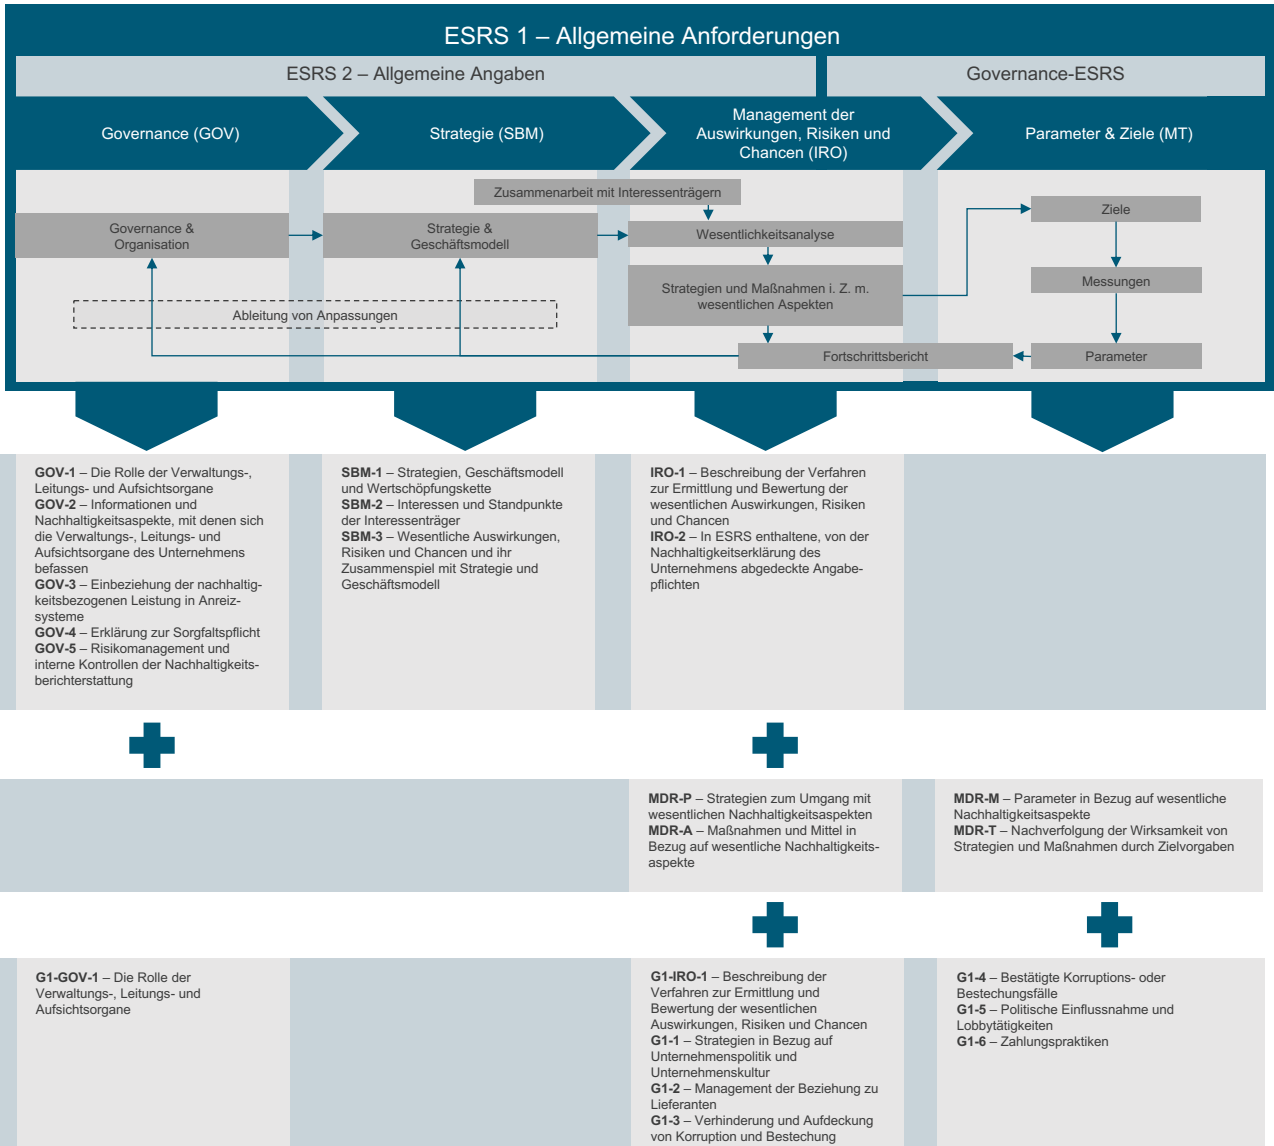 ESRS 1 – Allgemeine Anforderungen
ESRS 2 – Allgemeine Angaben
Governance-ESRS
Governance (GOV)
Strategie (SBM)
Management der
Auswirkungen, Risiken und
Chancen (IRO)
Parameter & Ziele (MT)
Zusammenarbeit mit Interessenträgern
Governance &
Organisation
Strategie &
Geschäftsmodell
Wesentlichkeitsanalyse
Strategien und Maßnahmen i. Z. m.
wesentlichen Aspekten
Ziele
Messungen
Parameter
Fortschrittsbericht
Ableitung von Anpassungen
GOV-1 – Die Rolle der Verwaltungs-,
Leitungs- und Aufsichtsorgane
GOV-2 – Informationen und
Nachhaltigkeitsaspekte, mit denen sich
die Verwaltungs-, Leitungs- und
Aufsichtsorgane des Unternehmens
befassen
GOV-3 – Einbeziehung der nachhaltig-
keitsbezogenen Leistung in Anreiz-
systeme
GOV-4 – Erklärung zur Sorgfaltspflicht
GOV-5 – Risikomanagement und
interne Kontrollen der Nachhaltigkeits-
berichterstattung
SBM-1 – Strategien, Geschäftsmodell
und Wertschöpfungskette
SBM-2 – Interessen und Standpunkte
der Interessenträger
SBM-3 – Wesentliche Auswirkungen,
Risiken und Chancen und ihr
Zusammenspiel mit Strategie und
Geschäftsmodell
IRO-1 – Beschreibung der Verfahren
zur Ermittlung und Bewertung der
wesentlichen Auswirkungen, Risiken
und Chancen
IRO-2 – In ESRS enthaltene, von der
Nachhaltigkeitserklärung des
Unternehmens abgedeckte Angabe-
pflichten
MDR-P – Strategien zum Umgang mit
wesentlichen Nachhaltigkeitsaspekten
MDR-A – Maßnahmen und Mittel in
Bezug auf wesentliche Nachhaltigkeits-
aspekte
MDR-M – Parameter in Bezug auf wesentliche
Nachhaltigkeitsaspekte
MDR-T – Nachverfolgung der Wirksamkeit von
Strategien und Maßnahmen durch Zielvorgaben
G1-GOV-1 – Die Rolle der
Verwaltungs-, Leitungs- und
Aufsichtsorgane
G1-IRO-1 – Beschreibung der
Verfahren zur Ermittlung und
Bewertung der wesentlichen
Auswirkungen, Risiken und Chancen
G1-1 – Strategien in Bezug auf
Unternehmenspolitik und
Unternehmenskultur
G1-2 – Management der Beziehung zu
Lieferanten
G1-3 – Verhinderung und Aufdeckung
von Korruption und Bestechung
G1-4 – Bestätigte Korruptions- oder
Bestechungsfälle
G1-5 – Politische Einflussnahme und
Lobbytätigkeiten
G1-6 – Zahlungspraktiken